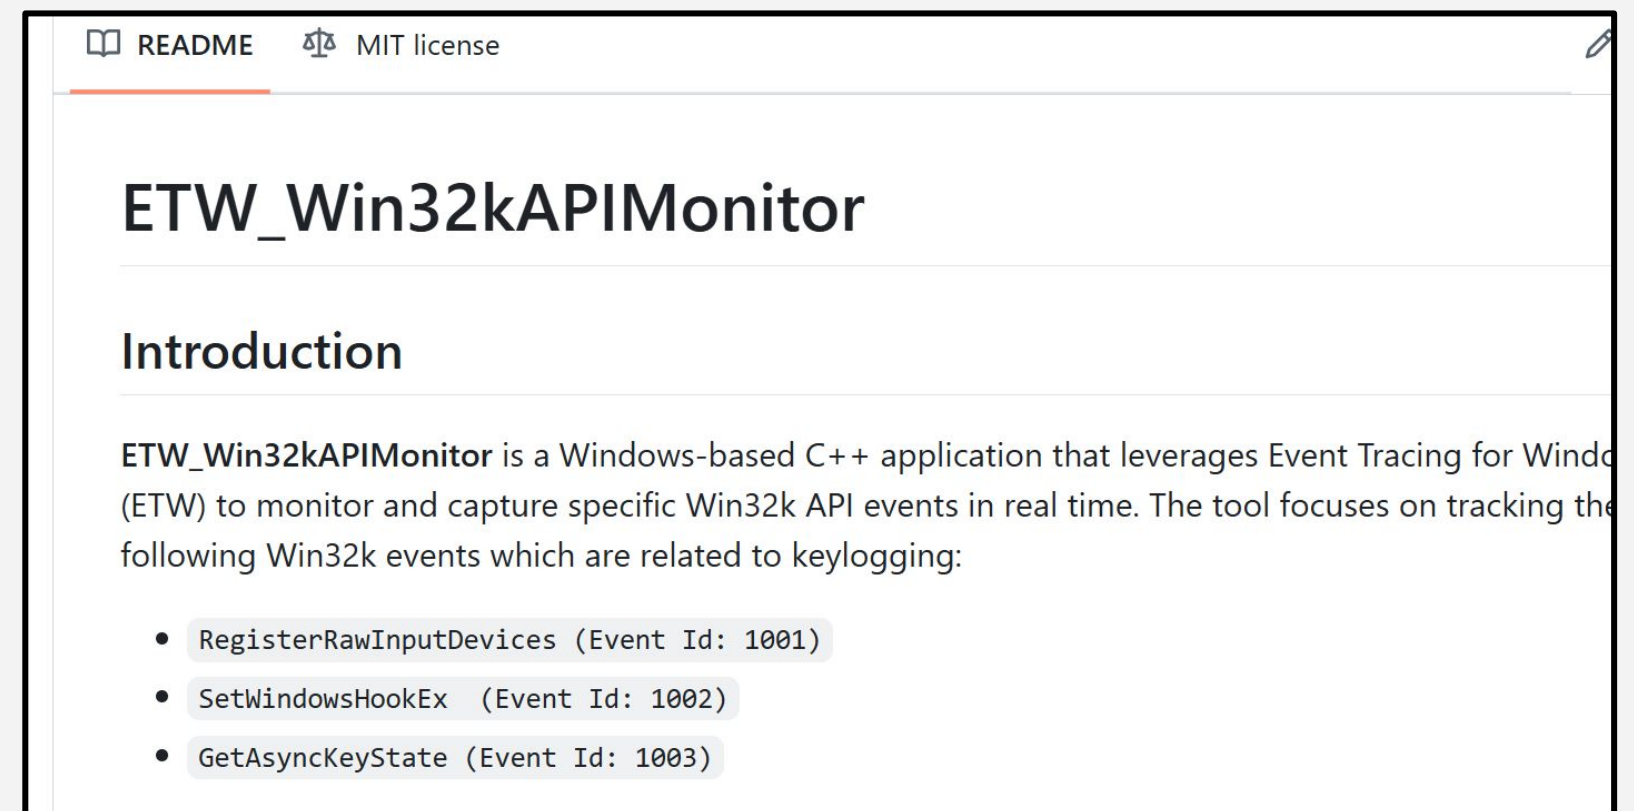 README MIT license
ETW_Win32kAPIMonitor
Introduction
ETW_Win32kAPIMonitor is a Windows-based C++ application that leverages Event Tracing for
(ETW) to monitor and capture specific Win32k API events in real time. The tool focuses on tracking the
following Win32k events which are related to keylogging:
RegisterRawInputDevices (Event Id: 1001)
SetWindowsHookEx (Event Id: 1002)
GetAsyncKeyState (Event Id: 1003)